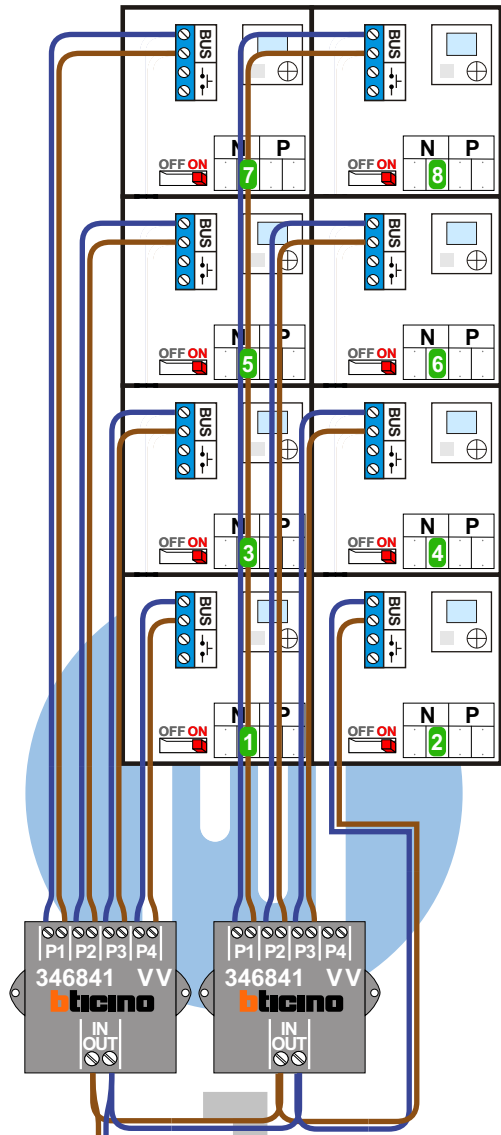 BUS
OFF ON
N P
7
BUS
OFF ON
N P
8
BUS
OFF ON
N P
5
BUS
OFF ON
N P
6
BUS
OFF ON
N P
3
BUS
OFF ON
N P
4
BUS
OFF ON
N P
1
BUS
OFF ON
N P
2
P1 P2 P3 P4
346841 VV
bticino
IN
OUT
P1 P2 P3 P4
346841 VV
bticino
IN
OUT